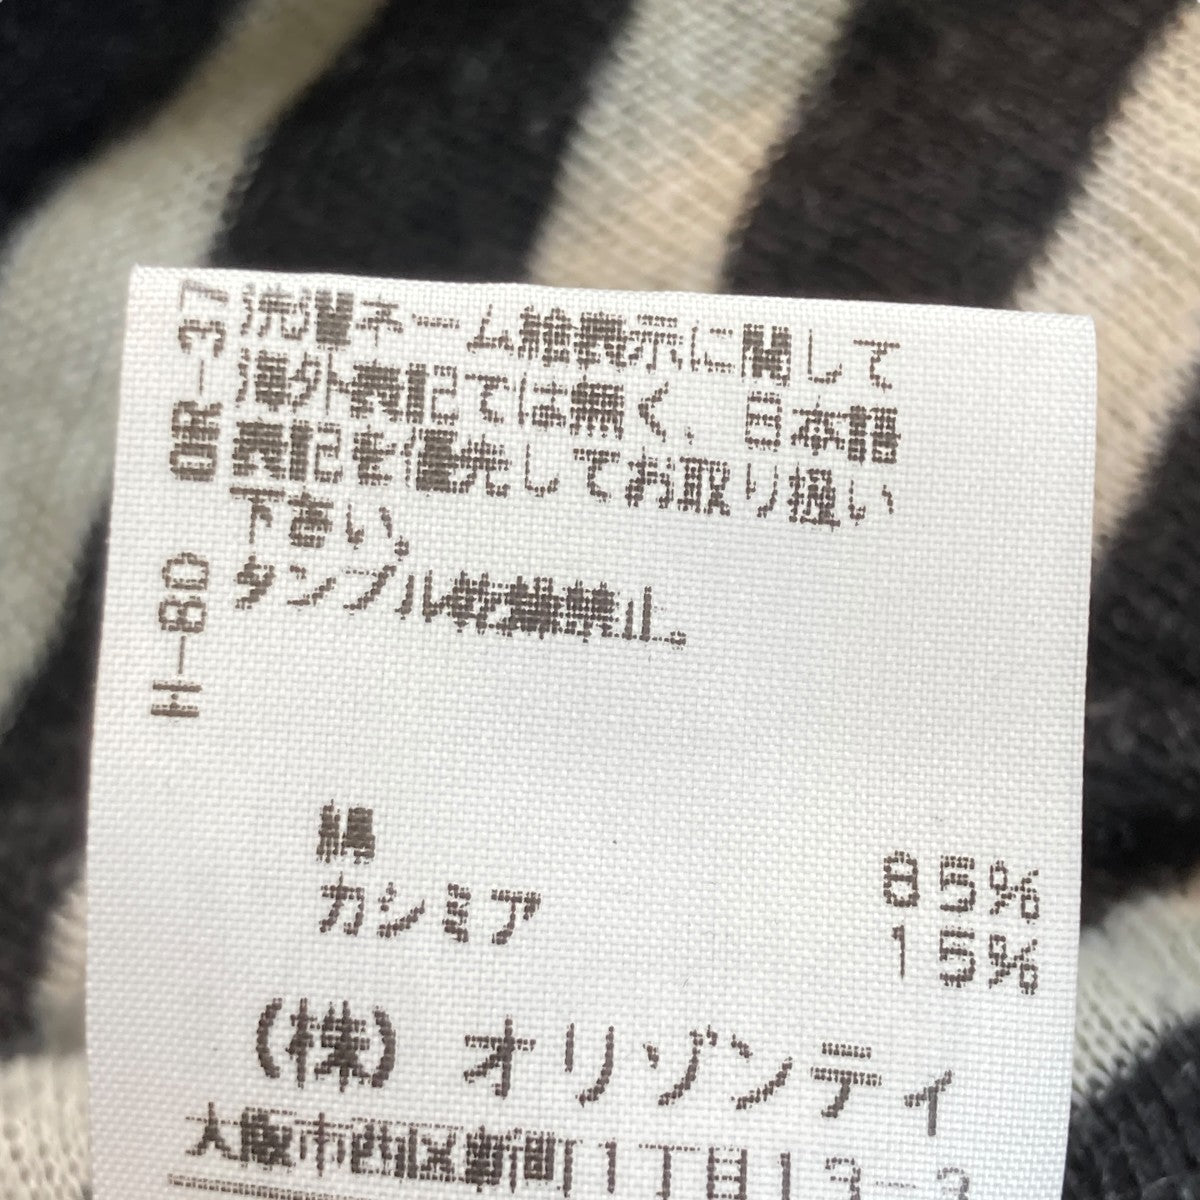 洗濯ネーム絵表示に関して
海外表記では無く、日本語
表記を優先してお取り扱い
下さい。
タンブル乾燥禁止。
H-80 OR-37
綿 85%
カシミア 15%
(株)オリゾンティ
大阪市西区新町1丁目13-3